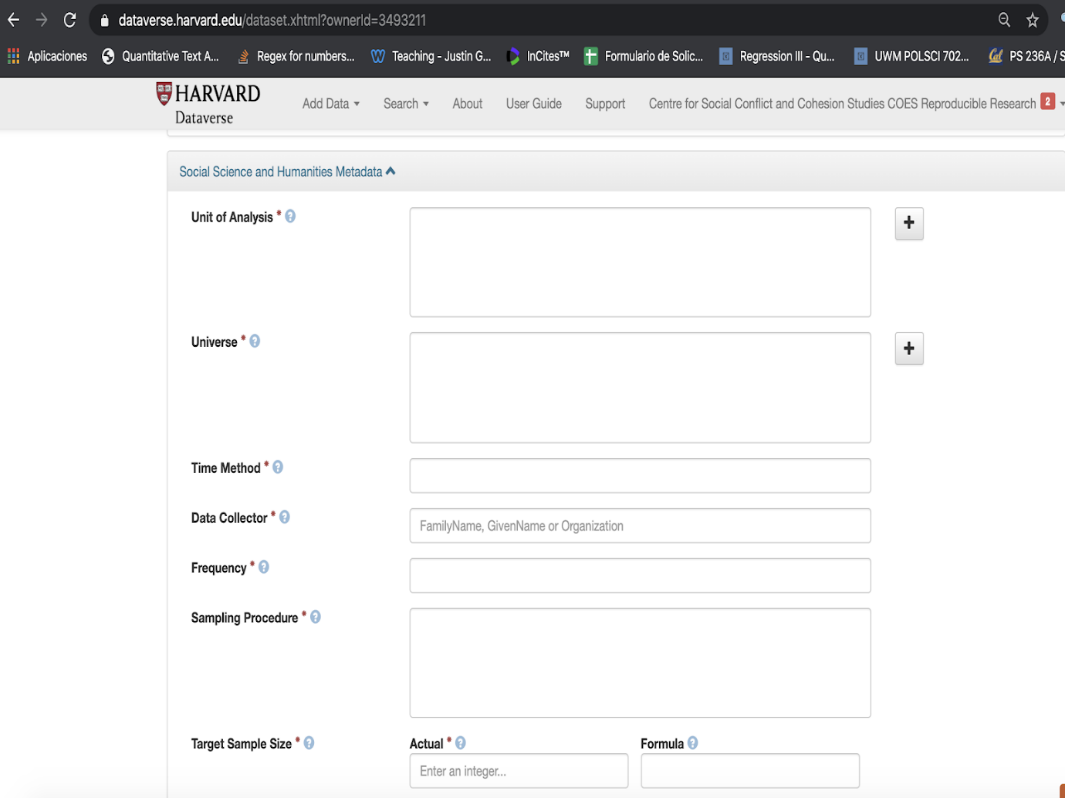 dataverse.harvard.edu/dataset.xhtml?ownerId=3493211
Aplicaciones Quantitative Text A... Regex for numbers... Teaching - Justin G... InCites™ Formulario de Solic... Regression III - Qu... UWM POLSCI 702... PS 236A / S
HARVARD
Dataverse
Add Data Search About User Guide Support Centre for Social Conflict and Cohesion Studies COES Reproducible Research 2
Social Science and Humanities Metadata
Unit of Analysis * ?
+
Universe * ?
+
Time Method * ?
Data Collector * ?
FamilyName, GivenName or Organization
Frequency * ?
Sampling Procedure * ?
Target Sample Size * ?
Actual * ? Formula ?
Enter an integer...